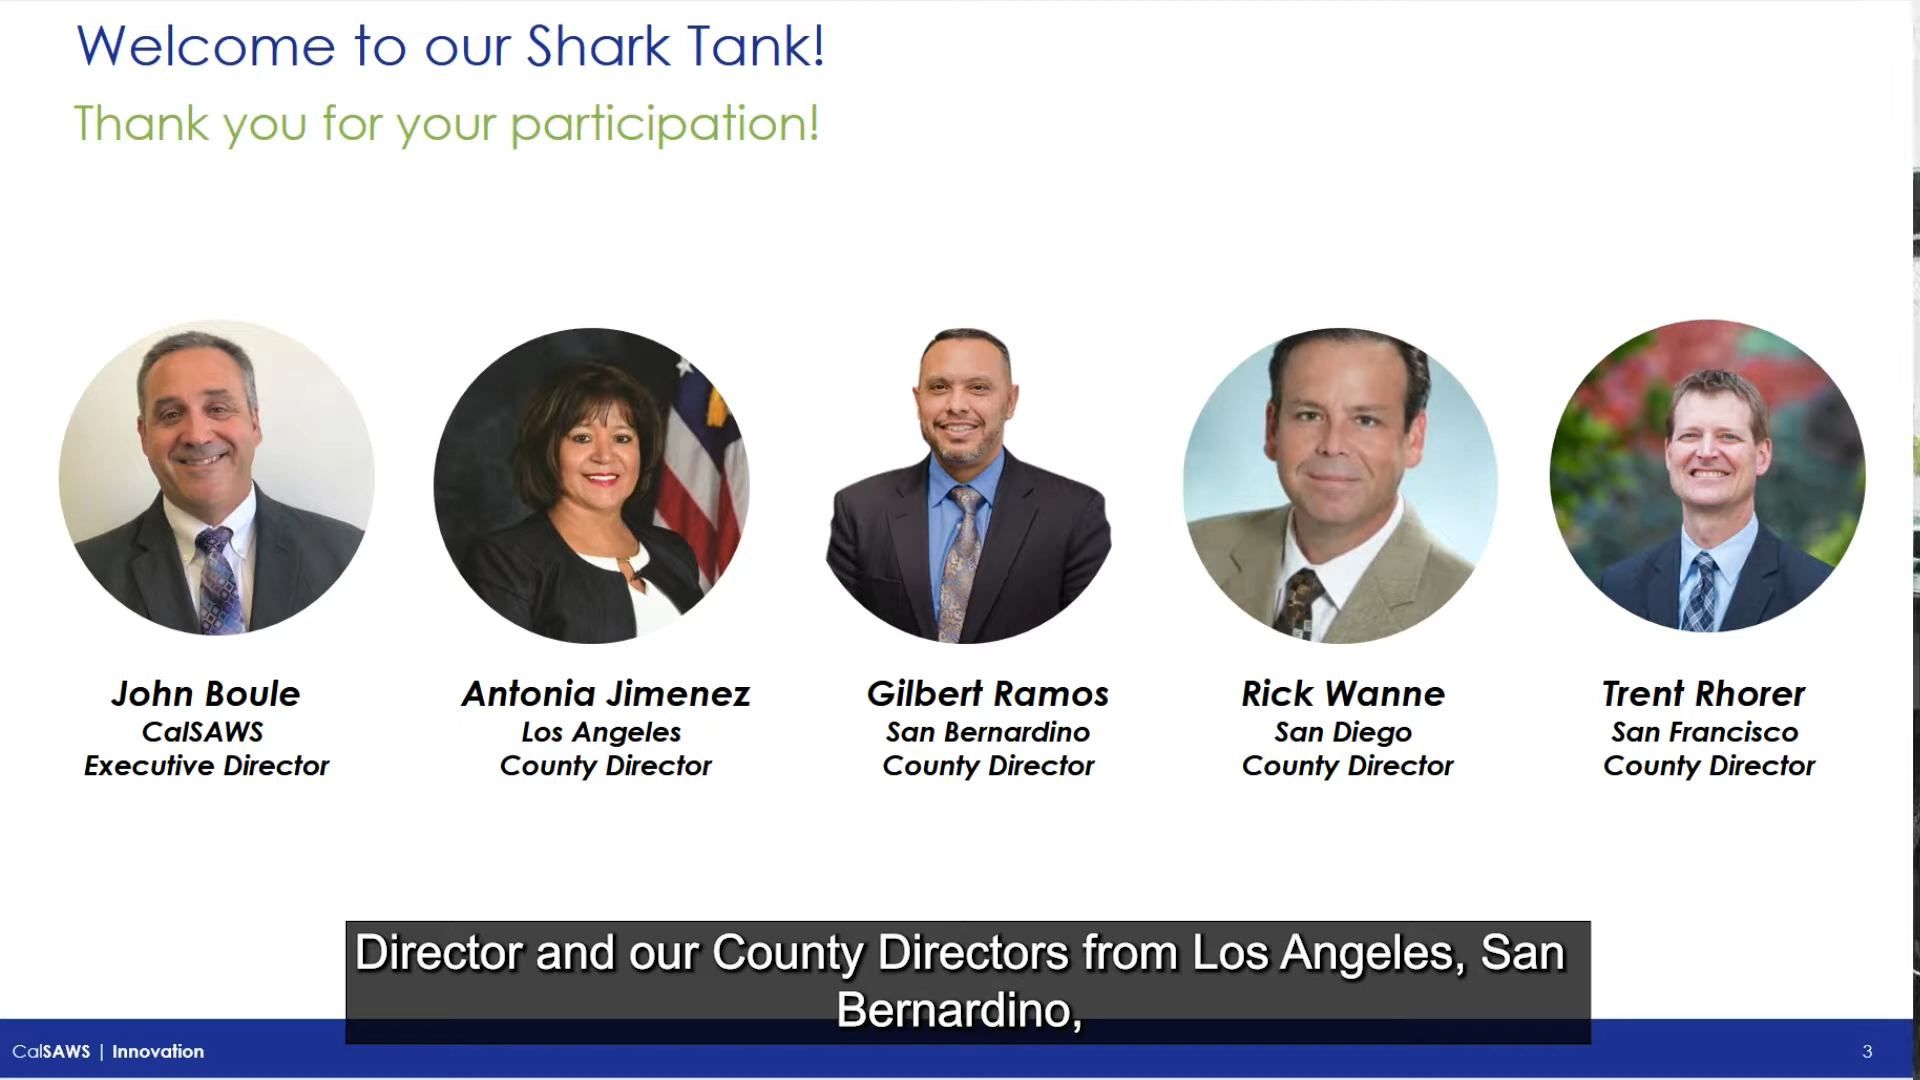 Welcome to our Shark Tank!
Thank you for your participation!
John Boule
CalSAWS
Executive Director
Antonia Jimenez
Los Angeles
County Director
Gilbert Ramos
San Bernardino
County Director
Rick Wanne
San Diego
County Director
Trent Rhorer
San Francisco
County Director
Director and our County Directors from Los Angeles, San
Bernardino,
CalSAWS | Innovation
3